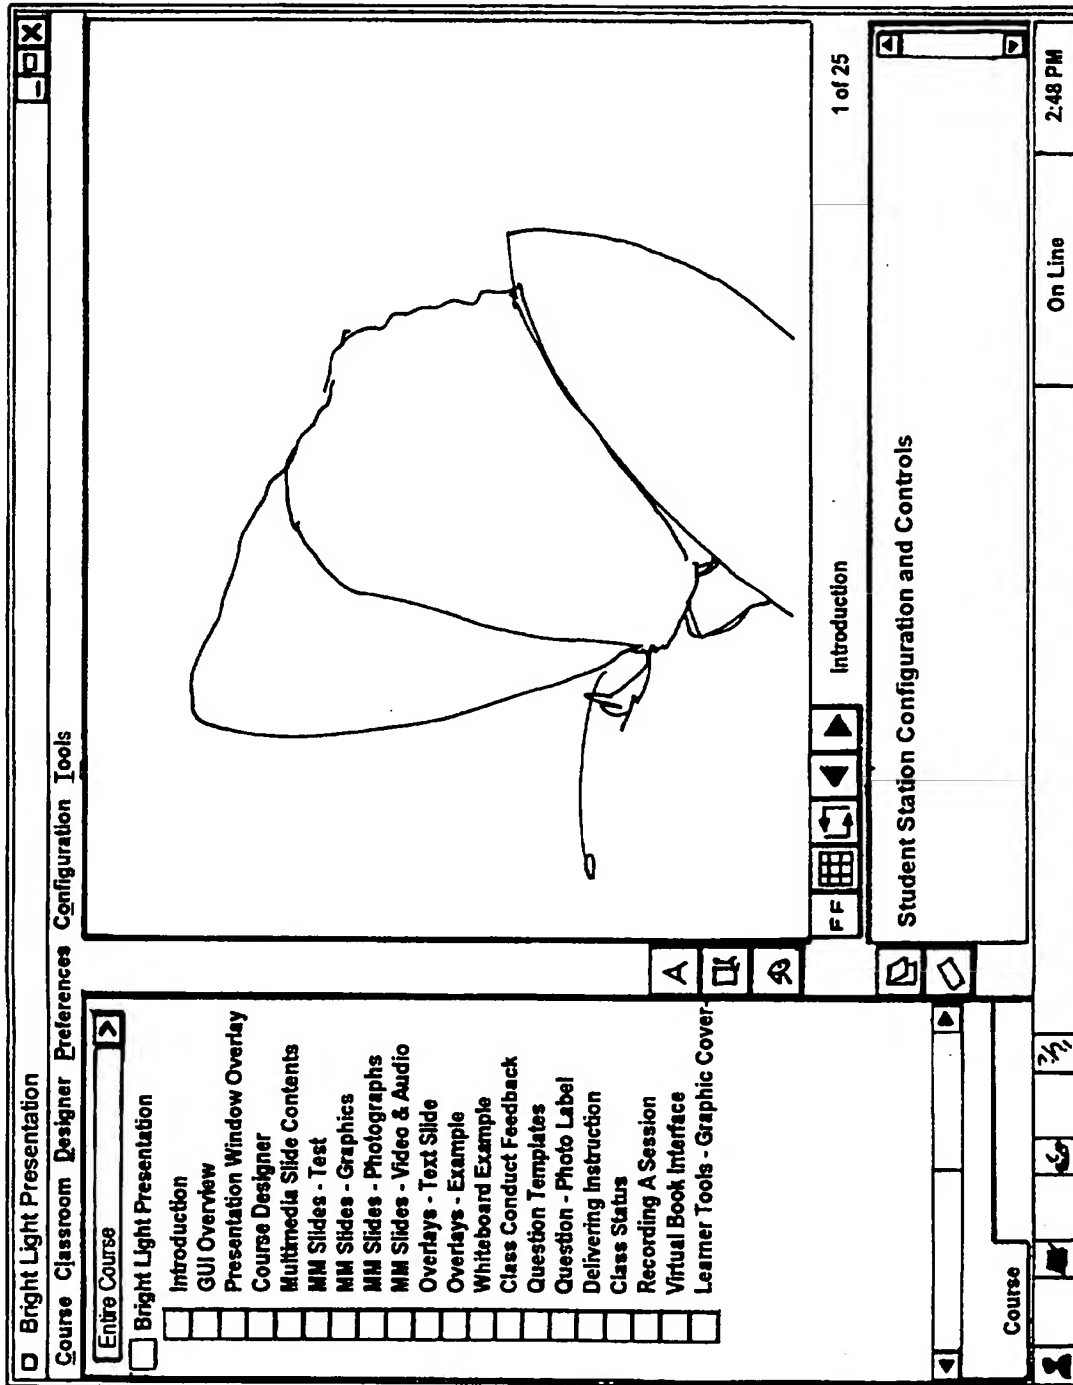 Bright Light Presentation
Course Classroom Designer Preferences Configuration Tools
Entire Course
Bright Light Presentation
Introduction
GUI Overview
Presentation Window Overlay
Course Designer
Multimedia Slide Contents
MM Slides - Test
MM Slides - Graphics
MM Slides - Photographs
MM Slides - Video & Audio
Overlays - Text Slide
Overlays - Example
Whiteboard Example
Class Conduct Feedback
Question Templates
Question - Photo Label
Delivering Instruction
Class Status
Recording A Session
Virtual Book Interface
Learner Tools - Graphic Cover
Course
A
FF
Introduction
1 of 25
Student Station Configuration and Controls
On Line
2:48 PM